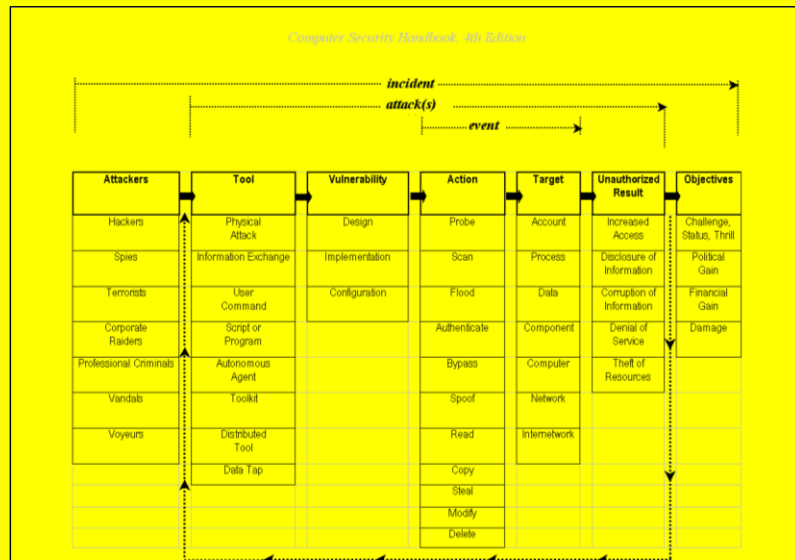 Computer Security Handbook, 4th Edition
incident
attack(s)
event
Attackers
Tool
Vulnerability
Action
Target
Unauthorized
Result
Objectives
Hackers
Spies
Terrorists
Corporate
Raiders
Professional Criminals
Vandals
Voyeurs
Physical
Attack
Information Exchange
User
Command
Script or
Program
Autonomous
Agent
Toolkit
Distributed
Tool
Data Tap
Design
Implementation
Configuration
Probe
Scan
Flood
Authenticate
Bypass
Spoof
Read
Copy
Steal
Modify
Delete
Account
Process
Data
Component
Computer
Network
Internetwork
Increased
Access
Disclosure of
Information
Corruption of
Information
Denial of
Service
Theft of
Resources
Challenge,
Status, Thrill
Political
Gain
Financial
Gain
Damage